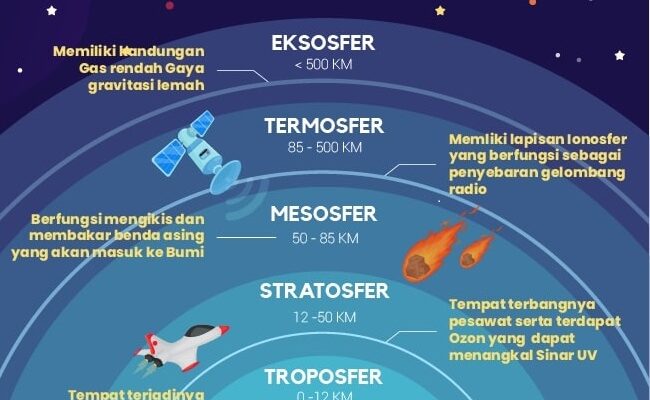 EKSOSFER
< 500 KM
Memiliki kandungan
Gas rendah Gaya
gravitasi lemah
TERMOSFER
85 - 500 KM
Memliki lapisan Ionosfer
yang berfungsi sebagai
penyebaran gelombang
radio
MESOSFER
50 - 85 KM
Berfungsi mengikis dan
membakar benda asing
yang akan masuk ke Bumi
STRATOSFER
12 -50 KM
Tempat terbangnya
pesawat serta terdapat
Ozon yang dapat
menangkal Sinar UV
TROPOSFER
0 -12 KM
Tempat terjadinya